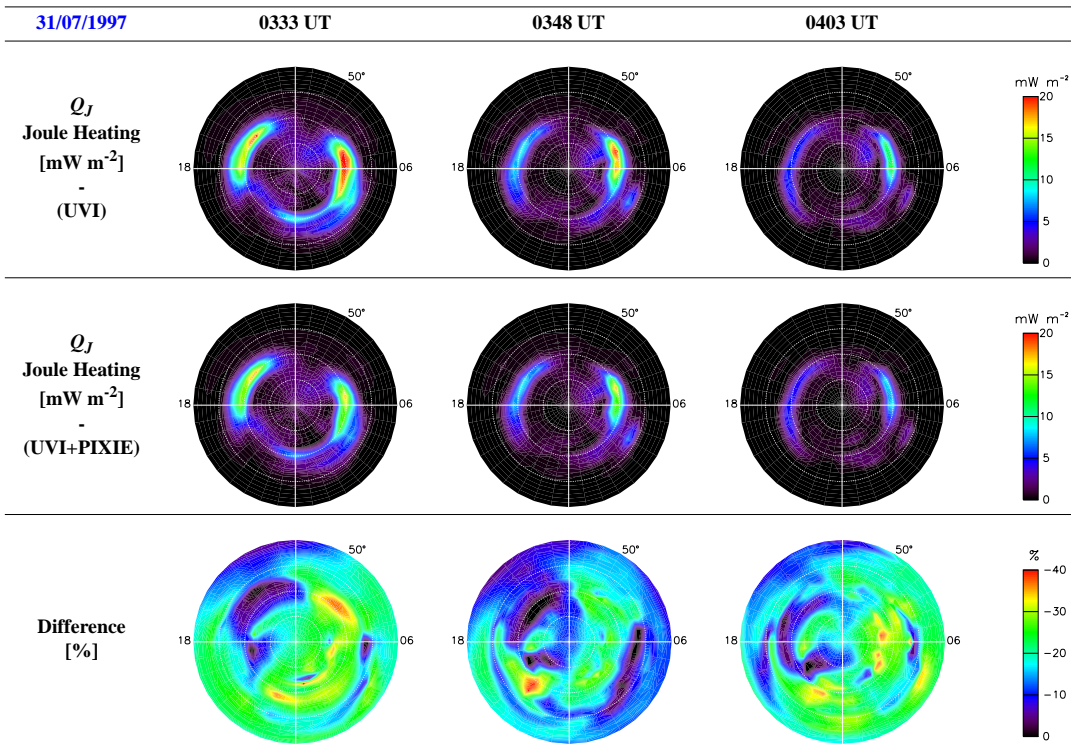 31/07/1997 0333 UT 0348 UT 0403 UT
50° 50° 50° mW m⁻²
Q_J 20
Joule Heating
[mW m⁻²] 15
18 06 18 06 18 06
- 10
(UVI)
5
0
50° 50° 50° mW m⁻²
Q_J 20
Joule Heating
[mW m⁻²] 15
18 06 18 06 18 06
- 10
(UVI+PIXIE)
5
0
50° 50° 50° %
-40
-30
Difference
18 06 18 06 18 06
[%] -20
-10
0